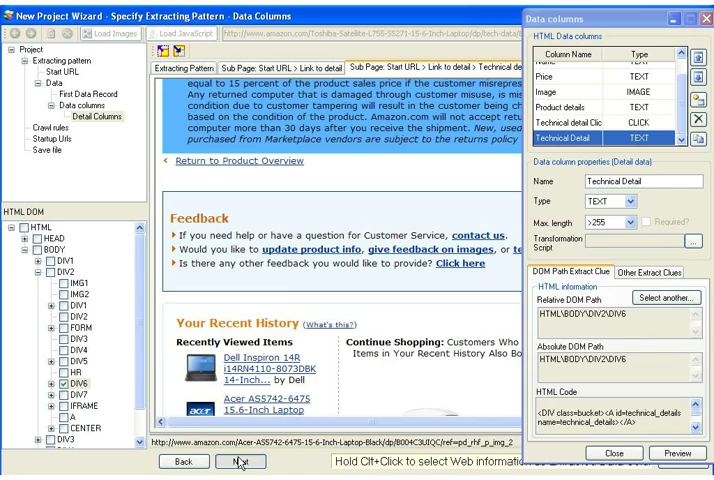 New Project Wizard - Specify Extracting Pattern - Data Columns
Load Images
Load JavaScript
http://www.amazon.com/Toshiba-Satellite-L755-S5271-15-6-Inch-Laptop/dp/tech-data/
Project
Extracting pattern
Start URL
Data
First Data Record
Data columns
Detail Columns
Crawl rules
Startup Urls
Save file
HTML DOM
HTML
HEAD
BODY
DIV1
DIV2
IMG1
IMG2
DIV1
DIV2
FORM
DIV3
DIV4
DIV5
HR
DIV6
DIV7
IFRAME
A
CENTER
DIV3
Extracting Pattern
Sub Page: Start URL > Link to detail
Sub Page: Start URL > Link to detail > Technical de
equal to 15 percent of the product sales price if the customer misrepres
Any returned computer that is damaged through customer misuse, is mis
condition due to customer tampering will result in the customer being ch
based on the condition of the product. Amazon.com will not accept retu
computer more than 30 days after you receive the shipment. New, used
purchased from Marketplace vendors are subject to the returns policy
‹ Return to Product Overview
Feedback
If you need help or have a question for Customer Service, contact us.
Would you like to update product info, give feedback on images, or te
Is there any other feedback you would like to provide? Click here
Your Recent History (What's this?)
Recently Viewed Items
Dell Inspiron 14R
i14RN4110-8073DBK
14-Inch... by Dell
Acer AS5742-6475
15.6-Inch Laptop
acer
Continue Shopping: Customers Who
Items in Your Recent History Also Bo
http://www.amazon.com/Acer-AS5742-6475-15-6-Inch-Laptop-Black/dp/B004C3UIQC/ref=pd_rhf_p_img_2
Back
Hold Clt+Click to select Web information
Data columns
HTML Data columns
Column Name Type
Name TEXT
Price TEXT
Image IMAGE
Product details TEXT
Technical detail Clic CLICK
Technical Detail TEXT
Data column properties (Detail data)
Name Technical Detail
Type TEXT
Max. length >255 Required?
Transformation
Script ...
DOM Path Extract Clue Other Extract Clues
HTML information
Relative DOM Path Select another...
HTML\BODY\DIV2\DIV6
Absolute DOM Path
HTML\BODY\DIV2\DIV6
HTML Code
<DIV class=bucket><A id=technical_details
name=technical_details></A>
Close Preview